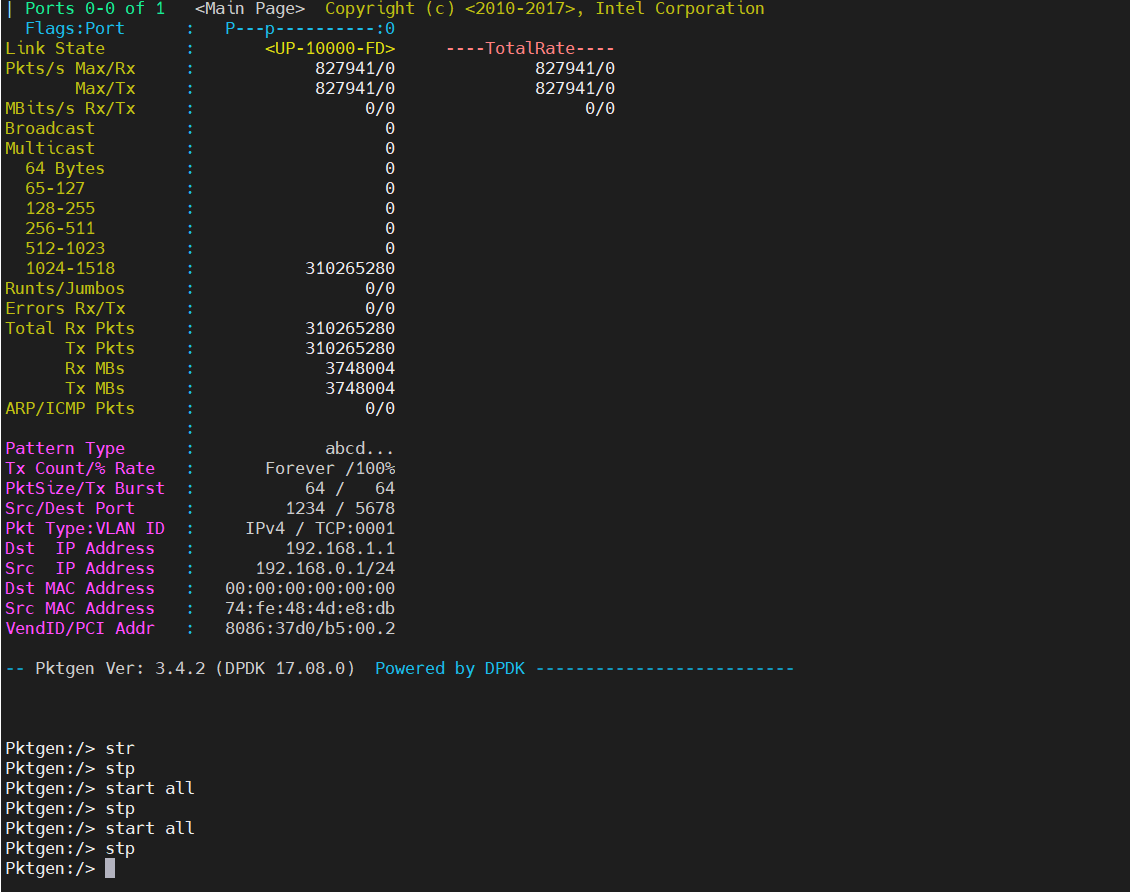 | Ports 0-0 of 1   <Main Page>  Copyright (c) <2010-2017>, Intel Corporation
  Flags:Port      :   P---p----------:0
Link State        :       <UP-10000-FD>     ----TotalRate----
Pkts/s Max/Rx     :            827941/0              827941/0
       Max/Tx     :            827941/0              827941/0
MBits/s Rx/Tx     :                 0/0                   0/0
Broadcast         :                   0
Multicast         :                   0
  64 Bytes        :                   0
  65-127          :                   0
  128-255         :                   0
  256-511         :                   0
  512-1023        :                   0
  1024-1518       :           310265280
Runts/Jumbos      :                 0/0
Errors Rx/Tx      :                 0/0
Total Rx Pkts     :           310265280
      Tx Pkts     :           310265280
      Rx MBs      :             3748004
      Tx MBs      :             3748004
ARP/ICMP Pkts     :                 0/0
                  :
Pattern Type      :             abcd...
Tx Count/% Rate   :       Forever /100%
PktSize/Tx Burst  :           64 /   64
Src/Dest Port     :         1234 / 5678
Pkt Type:VLAN ID  :     IPv4 / TCP:0001
Dst  IP Address   :         192.168.1.1
Src  IP Address   :      192.168.0.1/24
Dst MAC Address   :   00:00:00:00:00:00
Src MAC Address   :   74:fe:48:4d:e8:db
VendID/PCI Addr   :   8086:37d0/b5:00.2
-- Pktgen Ver: 3.4.2 (DPDK 17.08.0)  Powered by DPDK --------------------------
Pktgen:/> str
Pktgen:/> stp
Pktgen:/> start all
Pktgen:/> stp
Pktgen:/> start all
Pktgen:/> stp
Pktgen:/>